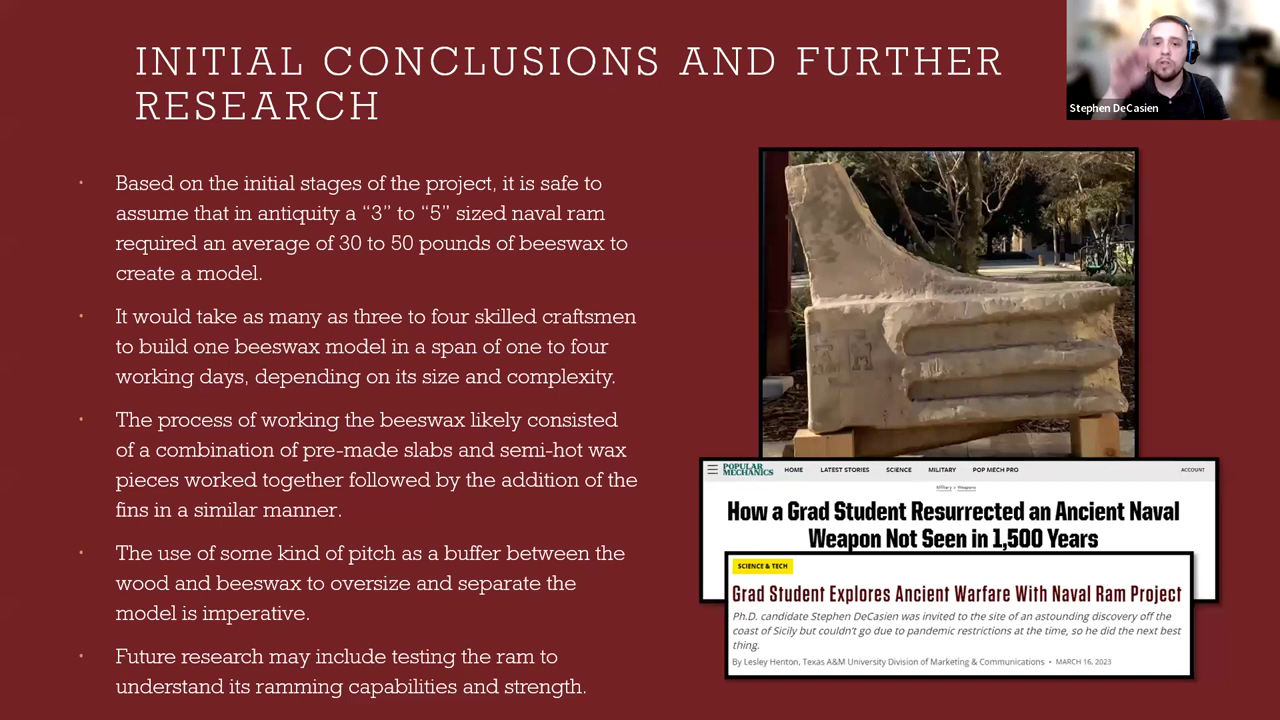 INITIAL CONCLUSIONS AND FURTHER
RESEARCH
Stephen DeCasien
· Based on the initial stages of the project, it is safe to
assume that in antiquity a “3” to “5” sized naval ram
required an average of 30 to 50 pounds of beeswax to
create a model.
· It would take as many as three to four skilled craftsmen
to build one beeswax model in a span of one to four
working days, depending on its size and complexity.
· The process of working the beeswax likely consisted
of a combination of pre-made slabs and semi-hot wax
pieces worked together followed by the addition of the
fins in a similar manner.
· The use of some kind of pitch as a buffer between the
wood and beeswax to oversize and separate the
model is imperative.
· Future research may include testing the ram to
understand its ramming capabilities and strength.
POPULAR
MECHANICS
HOME LATEST STORIES SCIENCE MILITARY POP MECH PRO ACCOUNT
Military > Weapons
How a Grad Student Resurrected an Ancient Naval
Weapon Not Seen in 1,500 Years
SCIENCE & TECH
Grad Student Explores Ancient Warfare With Naval Ram Project
Ph.D. candidate Stephen DeCasien was invited to the site of an astounding discovery off the
coast of Sicily but couldn’t go due to pandemic restrictions at the time, so he did the next best
thing.
By Lesley Henton, Texas A&M University Division of Marketing & Communications • MARCH 16, 2023